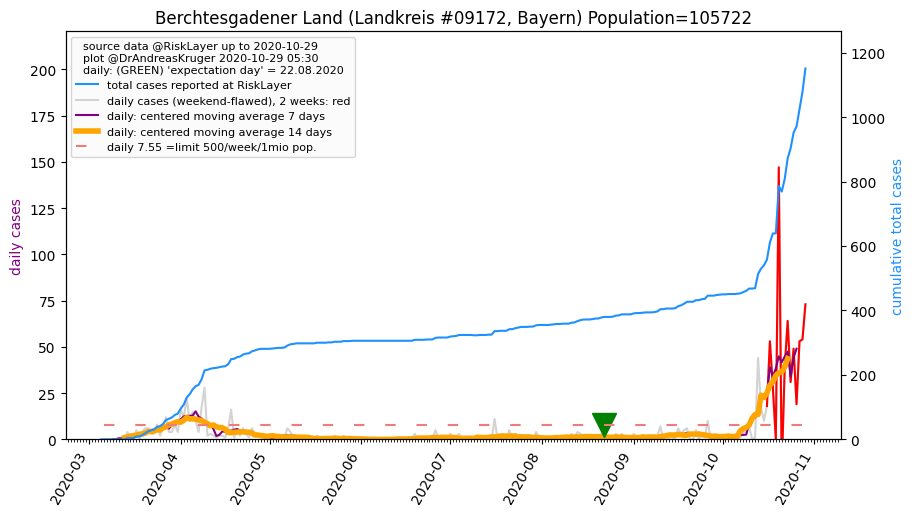 Berchtesgadener Land (Landkreis #09172, Bayern) Population=105722
source data @RiskLayer up to 2020-10-29
plot @DrAndreasKruger 2020-10-29 05:30
daily: (GREEN) 'expectation day' = 22.08.2020
total cases reported at RiskLayer
daily cases (weekend-flawed), 2 weeks: red
daily: centered moving average 7 days
daily: centered moving average 14 days
daily 7.55 =limit 500/week/1mio pop.
daily cases
200
175
150
125
100
75
50
25
0
cumulative total cases
1200
1000
800
600
400
200
0
2020-03
2020-04
2020-05
2020-06
2020-07
2020-08
2020-09
2020-10
2020-11